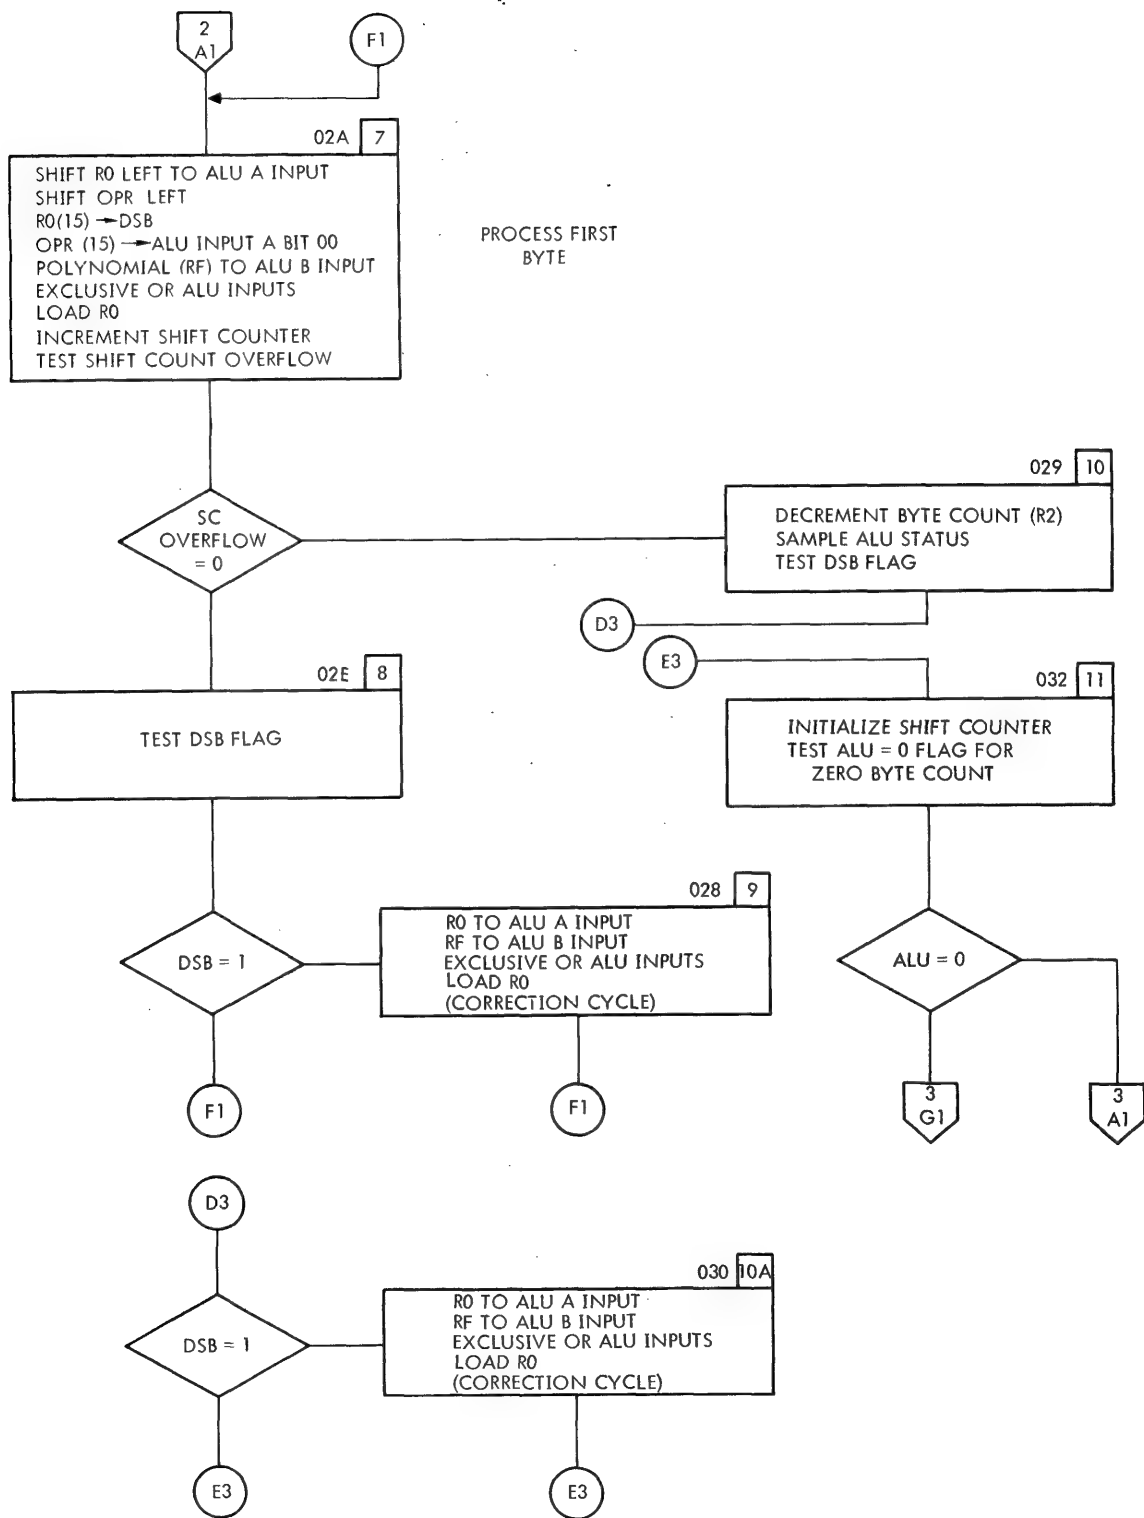 2
A1
F1
02A 7
SHIFT R0 LEFT TO ALU A INPUT
SHIFT OPR LEFT
R0(15) → DSB
OPR (15) → ALU INPUT A BIT 00
POLYNOMIAL (RF) TO ALU B INPUT
EXCLUSIVE OR ALU INPUTS
LOAD R0
INCREMENT SHIFT COUNTER
TEST SHIFT COUNT OVERFLOW
PROCESS FIRST
BYTE
SC
OVERFLOW
= 0
029 10
DECREMENT BYTE COUNT (R2)
SAMPLE ALU STATUS
TEST DSB FLAG
D3
E3
02E 8
TEST DSB FLAG
032 11
INITIALIZE SHIFT COUNTER
TEST ALU = 0 FLAG FOR
ZERO BYTE COUNT
DSB = 1
028 9
R0 TO ALU A INPUT
RF TO ALU B INPUT
EXCLUSIVE OR ALU INPUTS
LOAD R0
(CORRECTION CYCLE)
ALU = 0
F1
F1
3
G1
3
A1
D3
DSB = 1
030 10A
R0 TO ALU A INPUT
RF TO ALU B INPUT
EXCLUSIVE OR ALU INPUTS
LOAD R0
(CORRECTION CYCLE)
E3
E3